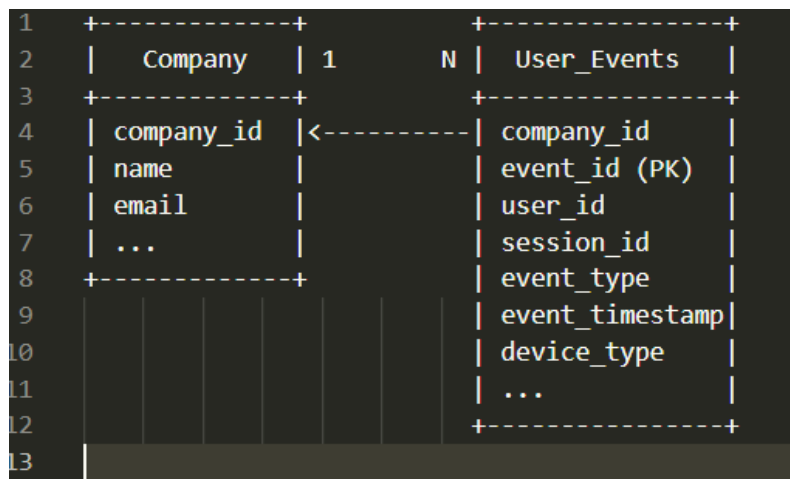 1    +-------------+           +----------------+
2    |   Company   | 1       N |  User_Events   |
3    +-------------+           +----------------+
4    | company_id  |<----------| company_id     |
5    | name        |           | event_id (PK)  |
6    | email       |           | user_id        |
7    | ...         |           | session_id     |
8    +-------------+           | event_type     |
9                              | event_timestamp|
10                             | device_type    |
11                             | ...            |
12                             +----------------+
13